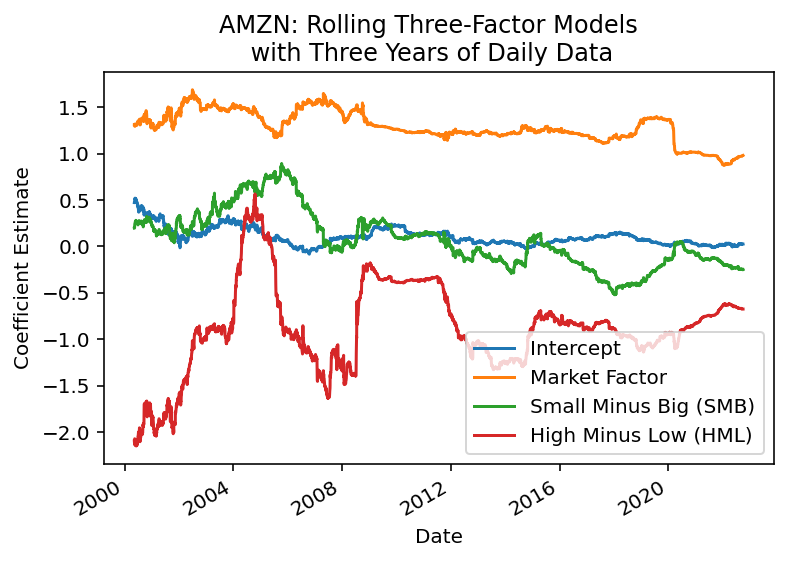 AMZN: Rolling Three-Factor Models
with Three Years of Daily Data
Coefficient Estimate
1.5
1.0
0.5
0.0
−0.5
−1.0
−1.5
−2.0
Intercept
Market Factor
Small Minus Big (SMB)
High Minus Low (HML)
2000
2004
2008
2012
2016
2020
Date